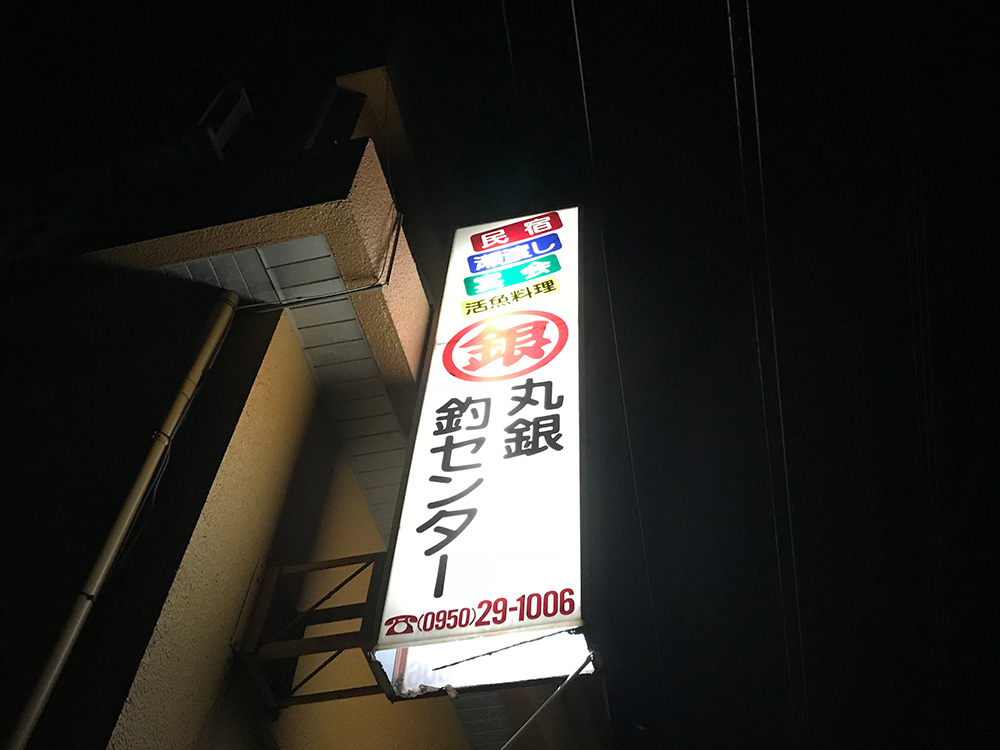 民宿
瀬渡し
宴会
活魚料理
銀
丸銀
釣センター
☎(0950)29-1006